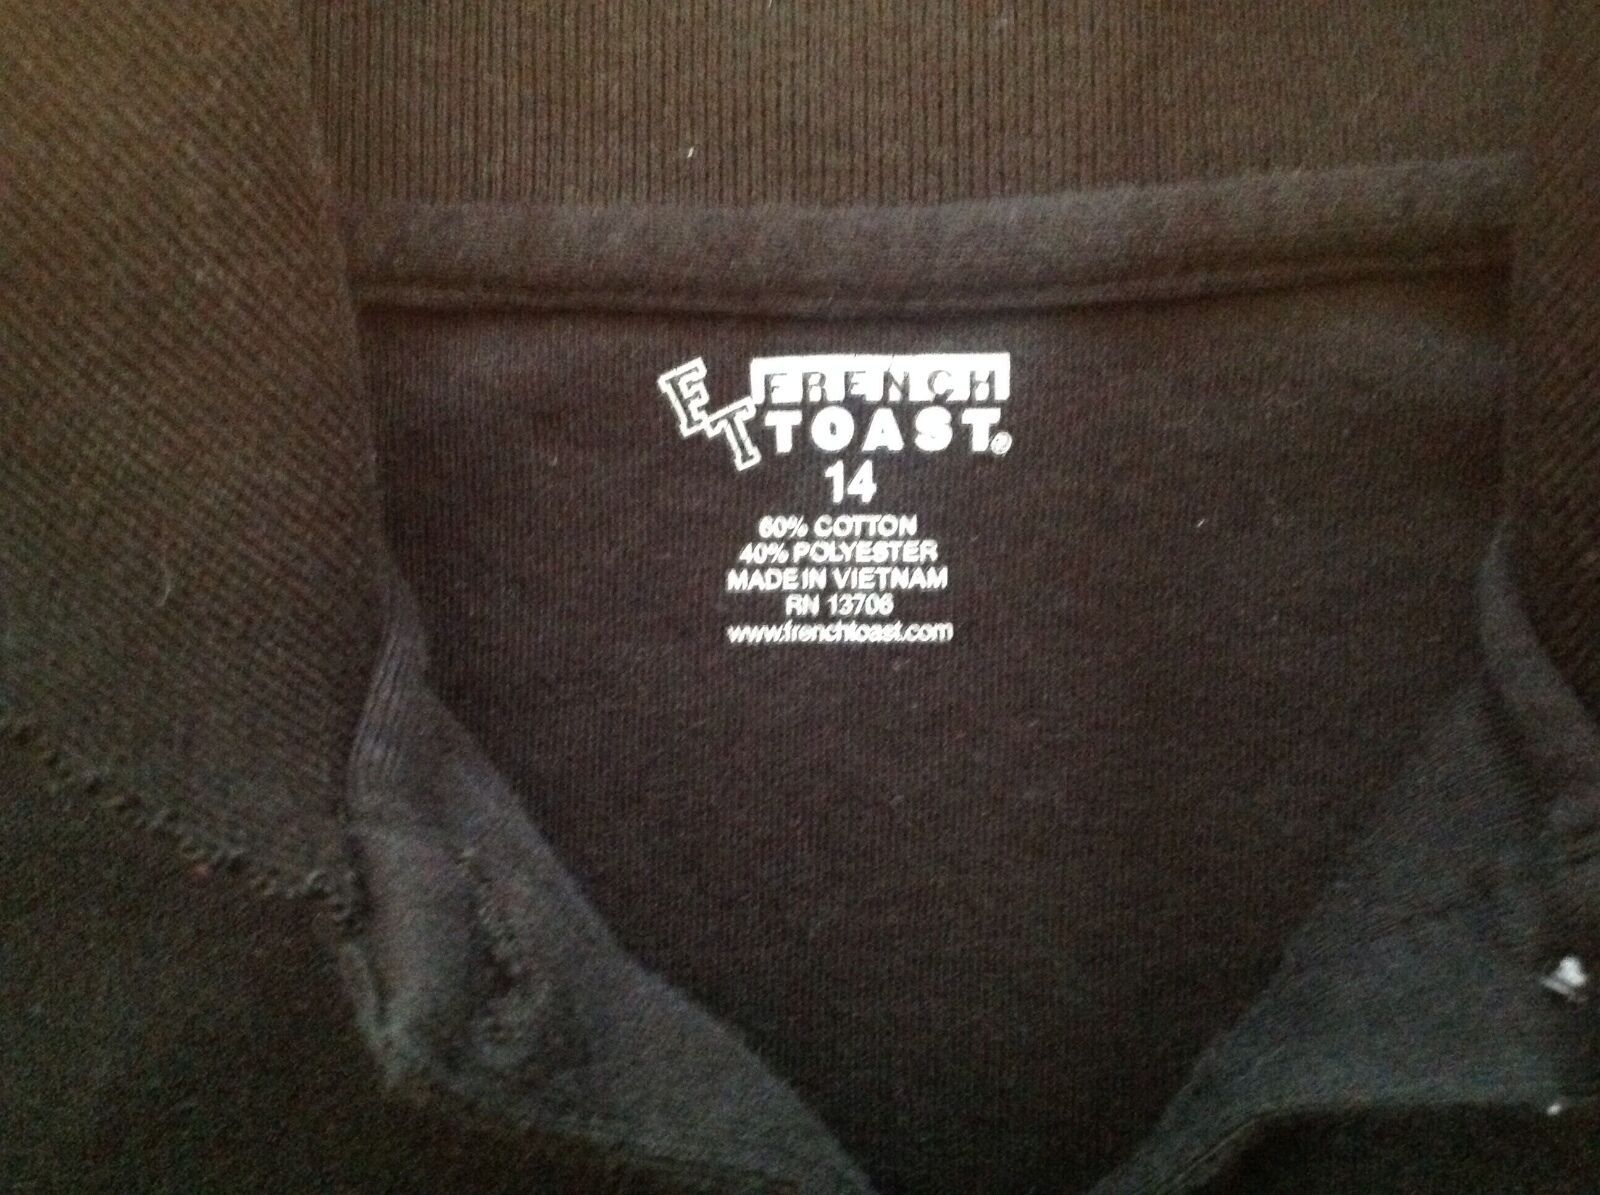 FT FRENCH
TOAST®
14
60% COTTON
40% POLYESTER
MADE IN VIETNAM
RN 13706
www.frenchtoast.com